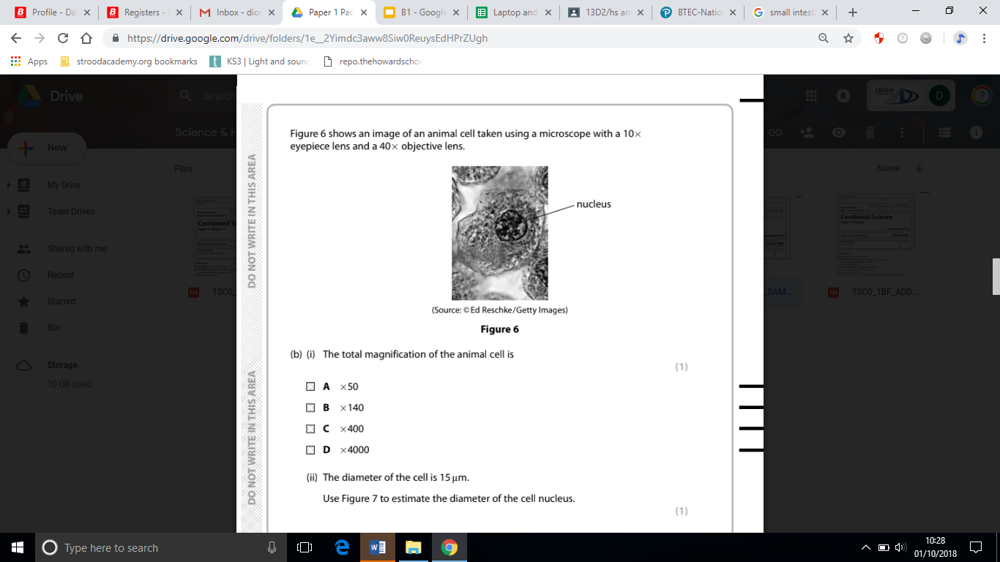 Profile - Da
Registers -
Inbox - dior
Paper 1 Pac
B1 - Google
Laptop and
13D2/hs an
BTEC-Natio
small intest
https://drive.google.com/drive/folders/1e__2Yimdc3aww8Siw0ReuysEdHPrZUgh
Apps
stroodacademy.org bookmarks
KS3 | Light and soun
repo.thehowardschoo
Drive
Search
LEIGH
D
New
Science & H
Files
Name
My Drive
Team Drives
Shared with me
Recent
Starred
Bin
Storage
10 GB used
PDF
1SC0_
_SAM...
PDF
1SC0_1BF_ADD...
Combined S
Combined Science
DO NOT WRITE IN THIS AREA
DO NOT WRITE IN THIS AREA
Figure 6 shows an image of an animal cell taken using a microscope with a 10×
eyepiece lens and a 40× objective lens.
nucleus
(Source: ©Ed Reschke/Getty Images)
Figure 6
(b) (i) The total magnification of the animal cell is
(1)
A ×50
B ×140
C ×400
D ×4000
(ii) The diameter of the cell is 15 µm.
Use Figure 7 to estimate the diameter of the cell nucleus.
(1)
Type here to search
10:28
01/10/2018